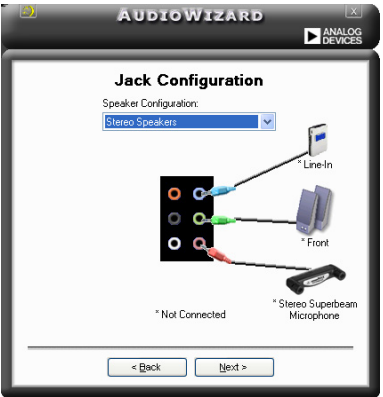 AUDIOWIZARD
ANALOG
DEVICES
Jack Configuration
Speaker Configuration:
Stereo Speakers
* Line-In
* Front
* Stereo Superbeam
Microphone
* Not Connected
< Back
Next >